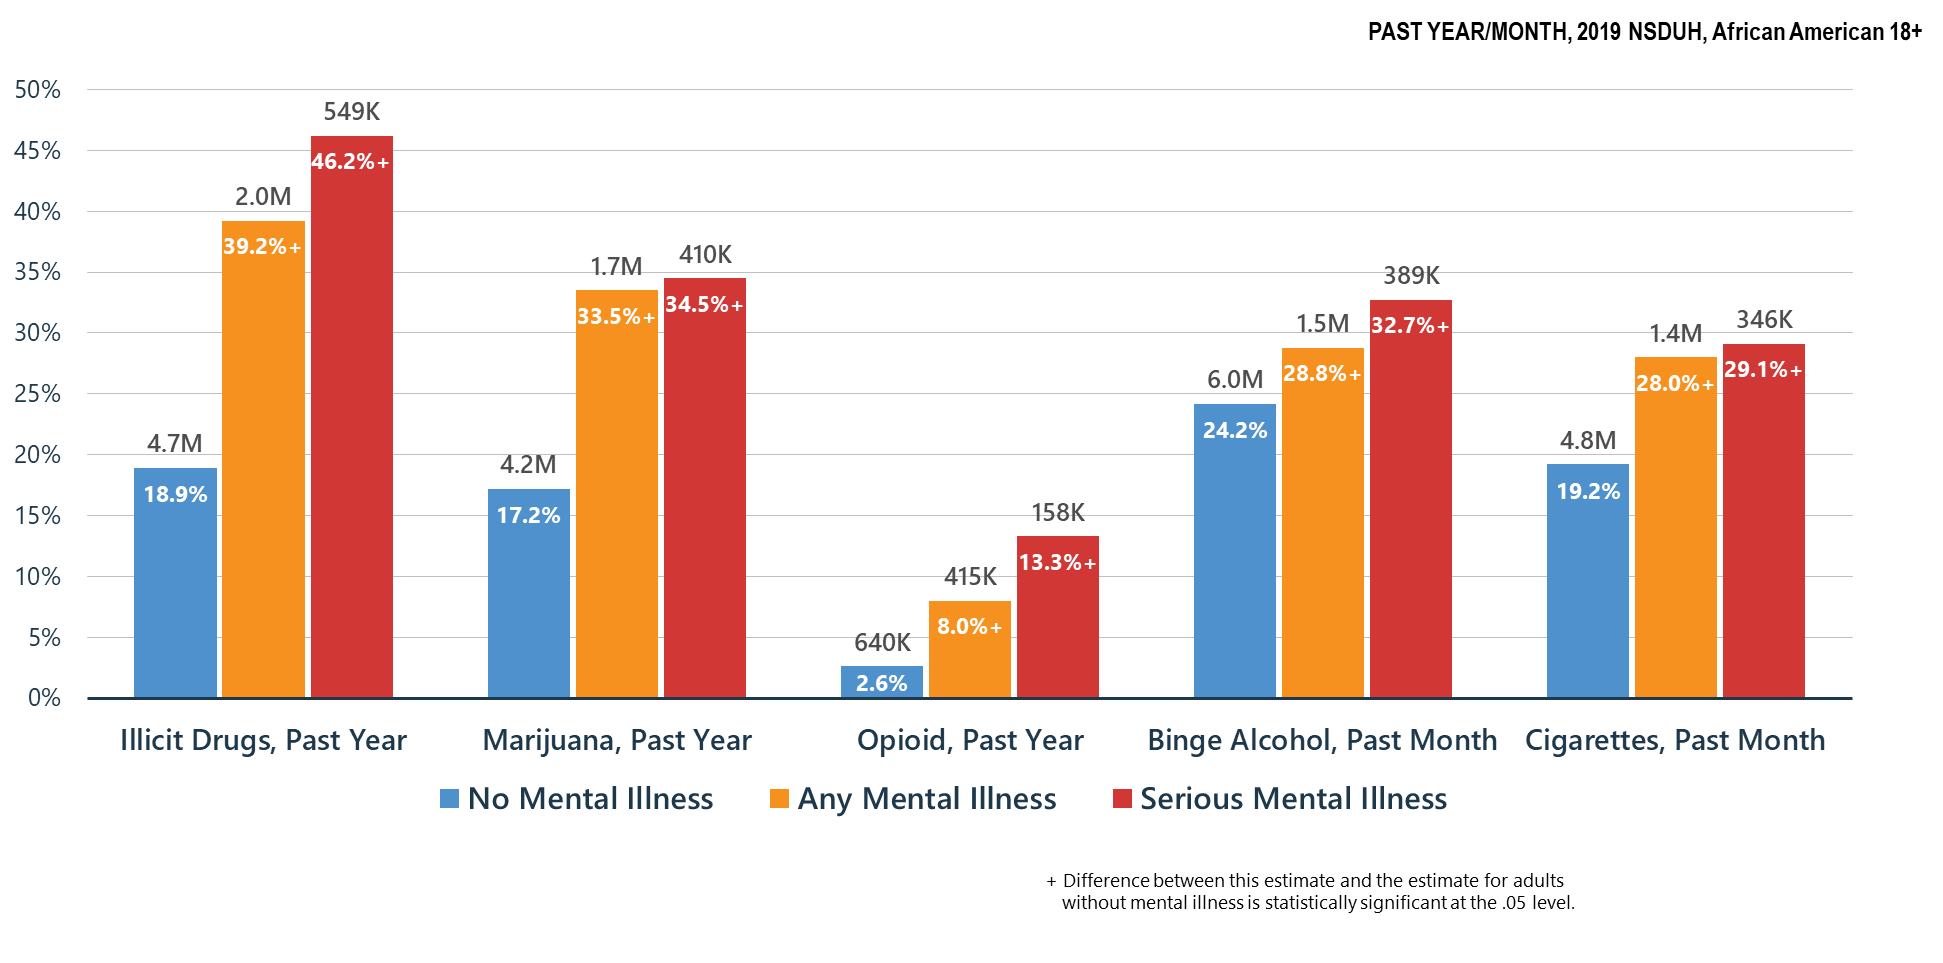 PAST YEAR/MONTH, 2019 NSDUH, African American 18+
50%
45%
40%
35%
30%
25%
20%
15%
10%
5%
0%
4.7M
18.9%
2.0M
39.2%+
549K
46.2%+
4.2M
17.2%
1.7M
33.5%+
410K
34.5%+
640K
2.6%
415K
8.0%+
158K
13.3%+
6.0M
24.2%
1.5M
28.8%+
389K
32.7%+
4.8M
19.2%
1.4M
28.0%+
346K
29.1%+
Illicit Drugs, Past Year
Marijuana, Past Year
Opioid, Past Year
Binge Alcohol, Past Month
Cigarettes, Past Month
No Mental Illness
Any Mental Illness
Serious Mental Illness
+ Difference between this estimate and the estimate for adults
without mental illness is statistically significant at the .05 level.